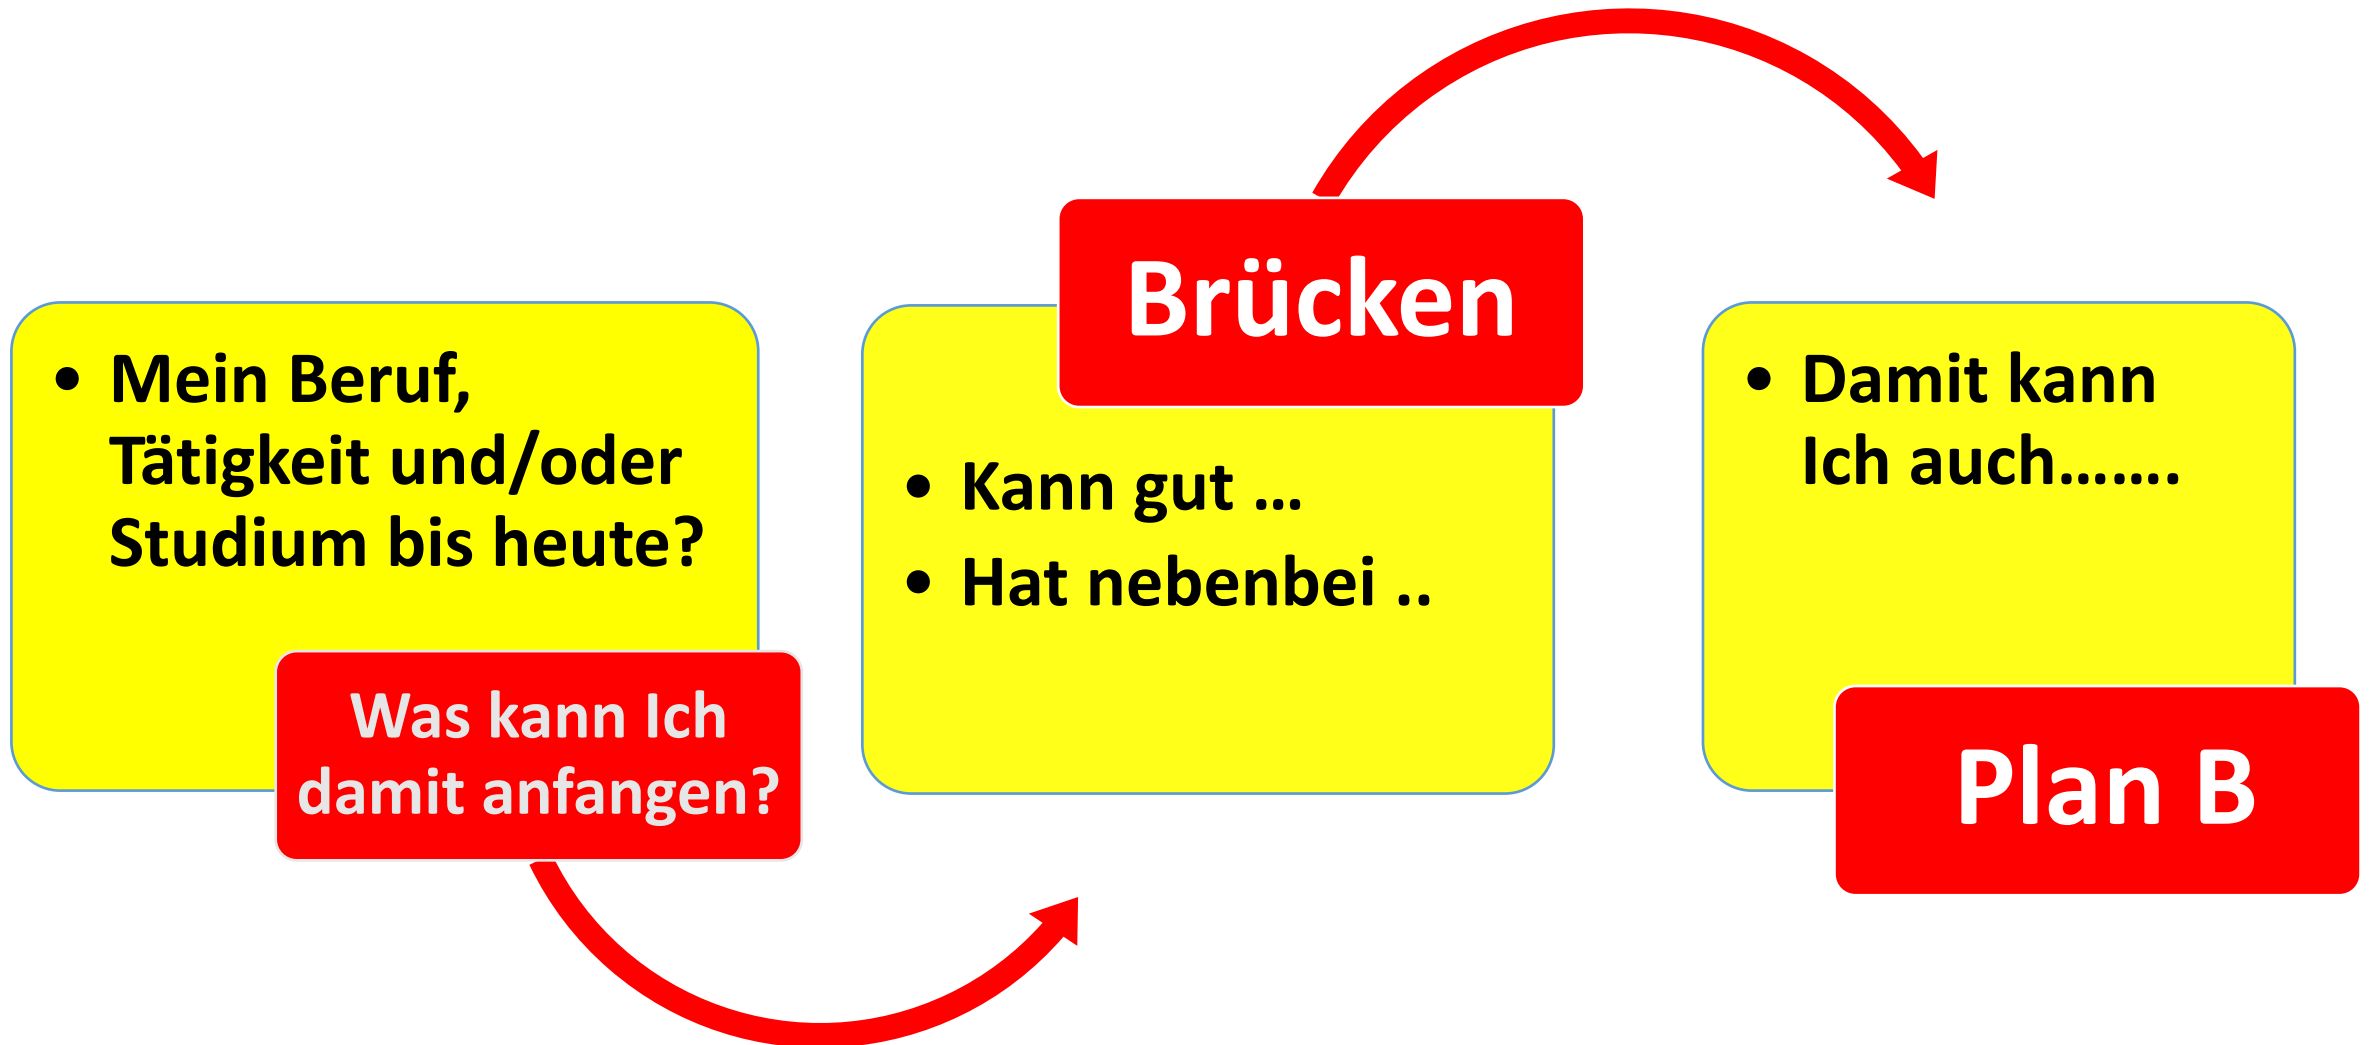 • Mein Beruf,
Tätigkeit und/oder
Studium bis heute?
Was kann Ich
damit anfangen?
Brücken
• Kann gut ...
• Hat nebenbei ..
• Damit kann
Ich auch.......
Plan B